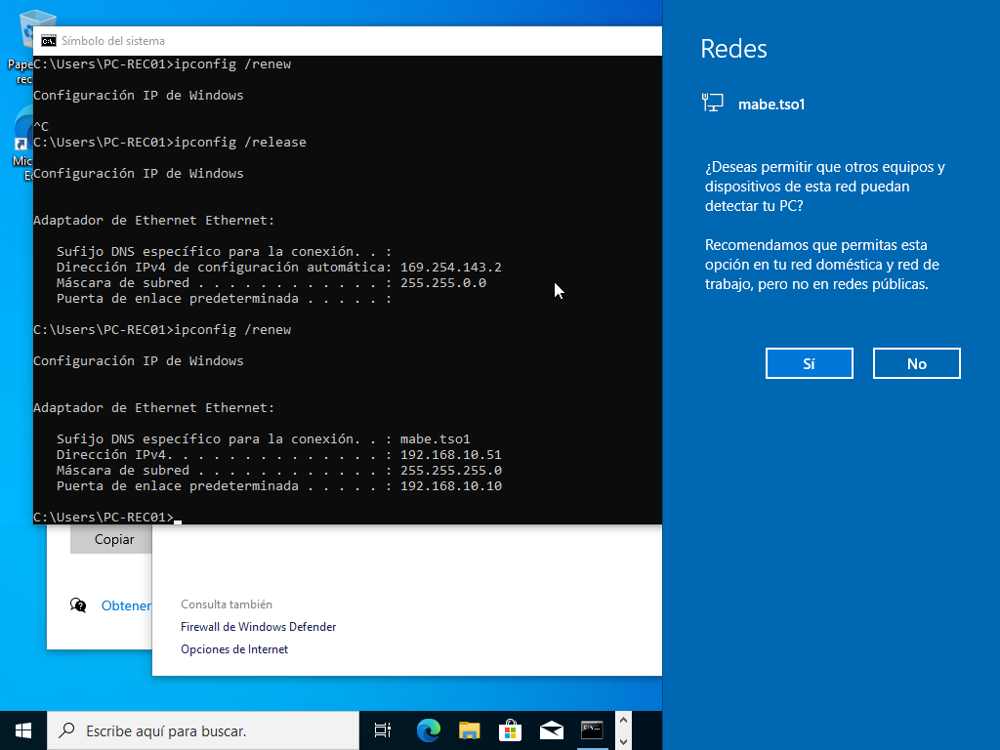 Pape
rec
Mic
Ec
Símbolo del sistema
C:\Users\PC-REC01>ipconfig /renew
Configuración IP de Windows
^C
C:\Users\PC-REC01>ipconfig /release
Configuración IP de Windows
Adaptador de Ethernet Ethernet:
Sufijo DNS específico para la conexión. . :
Dirección IPv4 de configuración automática: 169.254.143.2
Máscara de subred . . . . . . . . . . . . : 255.255.0.0
Puerta de enlace predeterminada . . . . . :
C:\Users\PC-REC01>ipconfig /renew
Configuración IP de Windows
Adaptador de Ethernet Ethernet:
Sufijo DNS específico para la conexión. . : mabe.tso1
Dirección IPv4. . . . . . . . . . . . . . : 192.168.10.51
Máscara de subred . . . . . . . . . . . . : 255.255.255.0
Puerta de enlace predeterminada . . . . . : 192.168.10.10
C:\Users\PC-REC01>
Copiar
Obtener
Consulta también
Firewall de Windows Defender
Opciones de Internet
Redes
mabe.tso1
¿Deseas permitir que otros equipos y
dispositivos de esta red puedan
detectar tu PC?
Recomendamos que permitas esta
opción en tu red doméstica y red de
trabajo, pero no en redes públicas.
Sí
No
Escribe aquí para buscar.